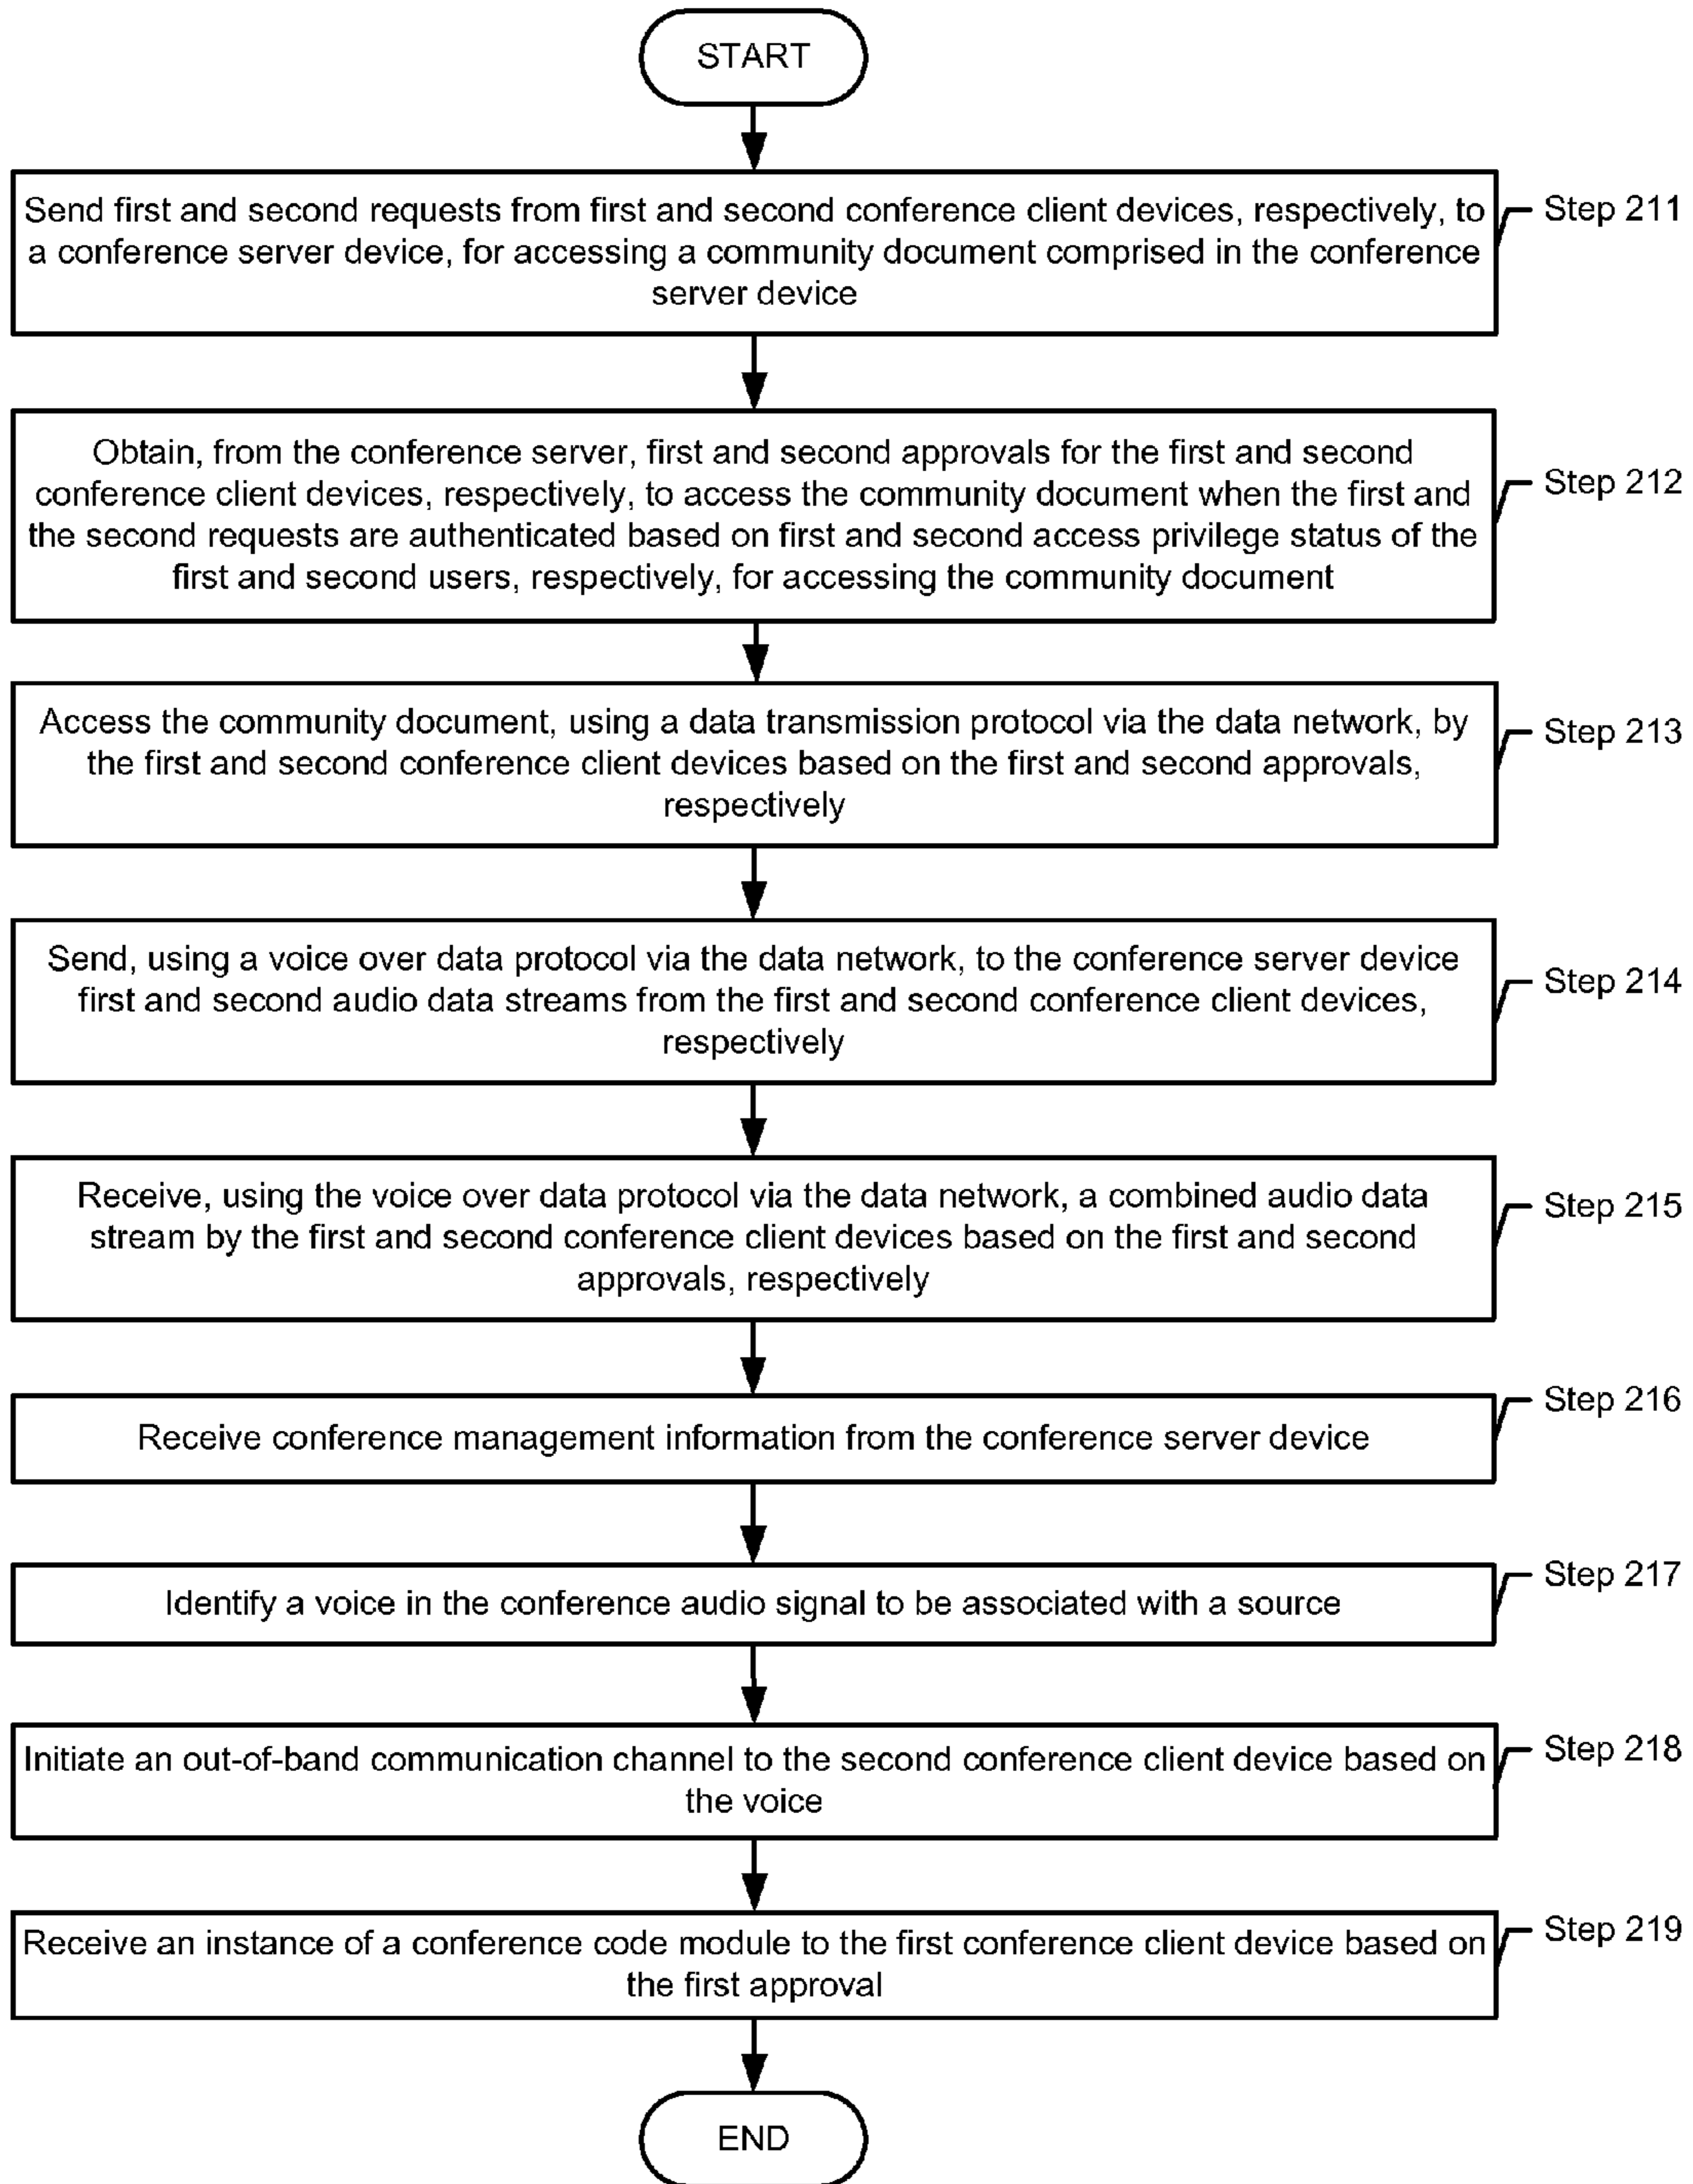 START
Send first and second requests from first and second conference client devices, respectively, to
a conference server device, for accessing a community document comprised in the conference
server device
Step 211
Obtain, from the conference server, first and second approvals for the first and second
conference client devices, respectively, to access the community document when the first and
the second requests are authenticated based on first and second access privilege status of the
first and second users, respectively, for accessing the community document
Step 212
Access the community document, using a data transmission protocol via the data network, by
the first and second conference client devices based on the first and second approvals,
respectively
Step 213
Send, using a voice over data protocol via the data network, to the conference server device
first and second audio data streams from the first and second conference client devices,
respectively
Step 214
Receive, using the voice over data protocol via the data network, a combined audio data
stream by the first and second conference client devices based on the first and second
approvals, respectively
Step 215
Receive conference management information from the conference server device
Step 216
Identify a voice in the conference audio signal to be associated with a source
Step 217
Initiate an out-of-band communication channel to the second conference client device based on
the voice
Step 218
Receive an instance of a conference code module to the first conference client device based on
the first approval
Step 219
END